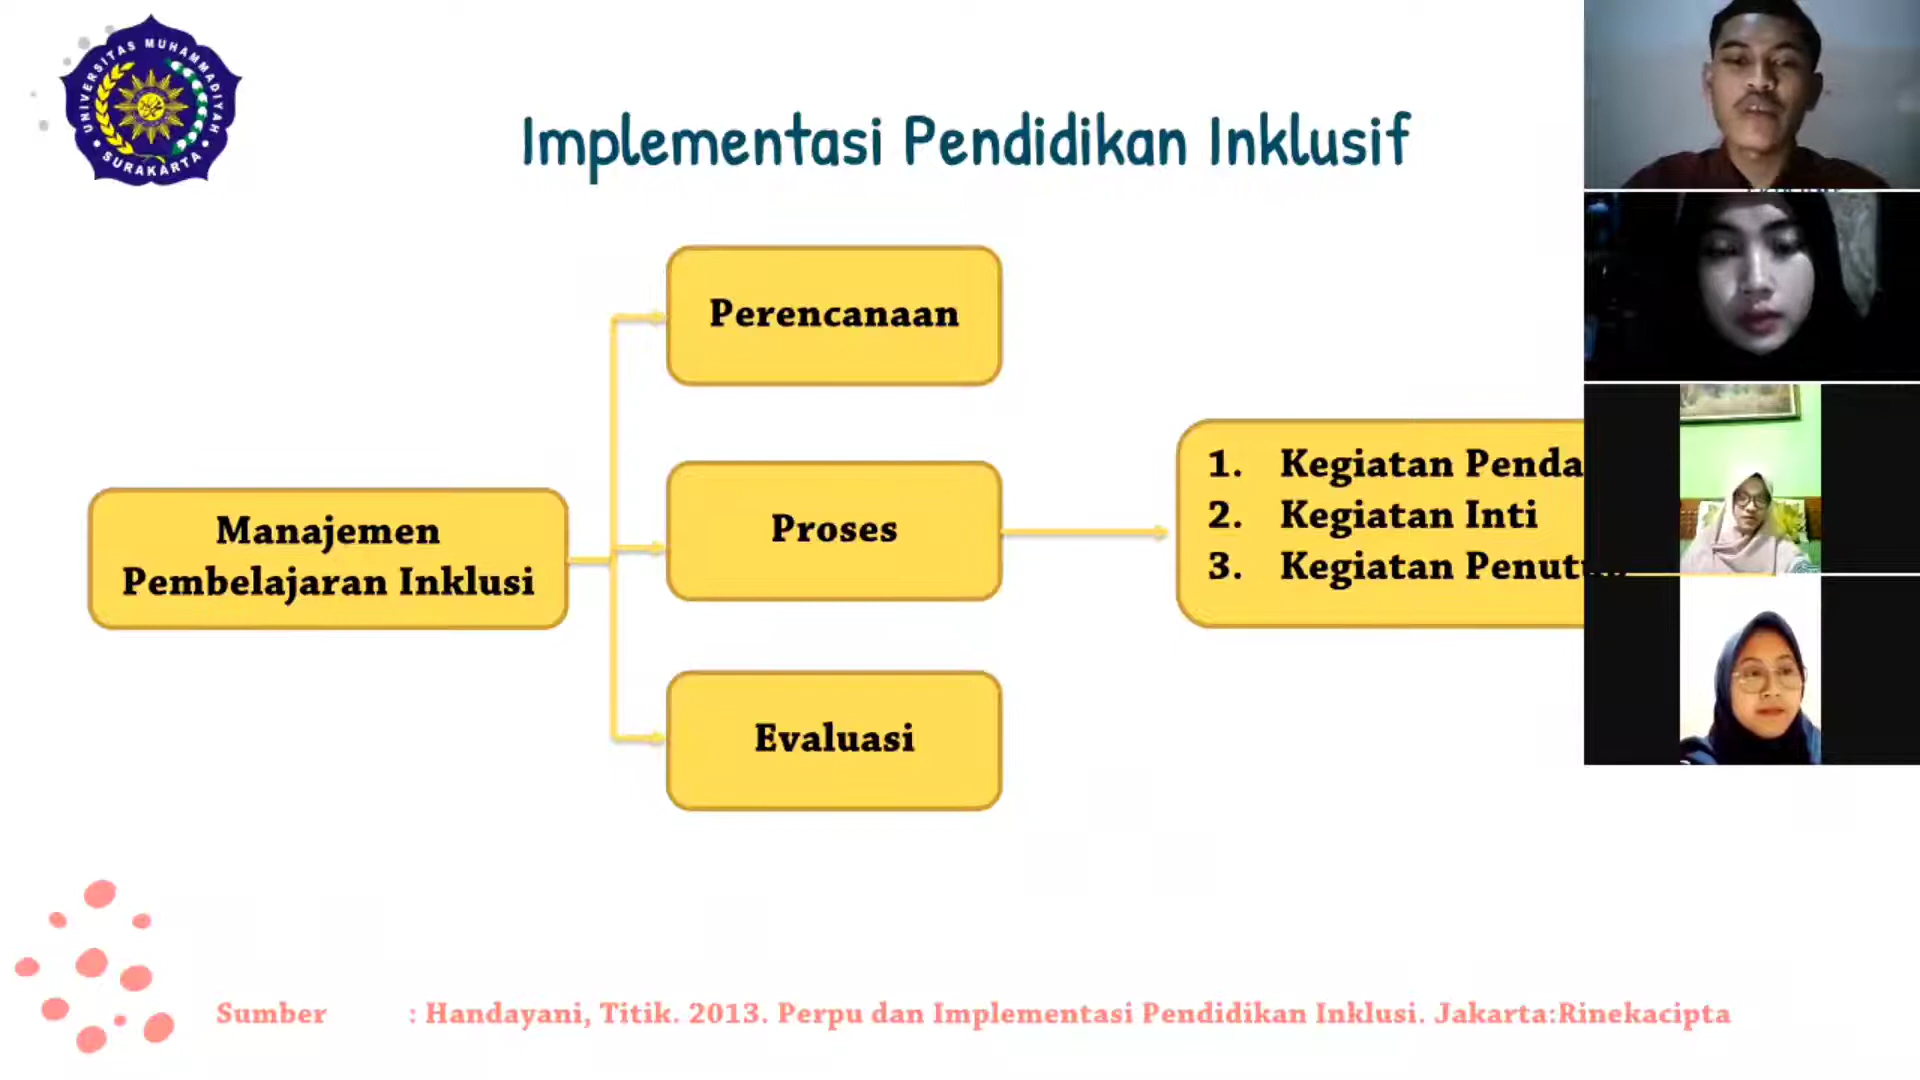 UNIVERSITAS MUHAMMADIYAH
SURAKARTA
Implementasi Pendidikan Inklusif
Perencanaan
Manajemen
Pembelajaran Inklusi
Proses
1. Kegiatan Penda
2. Kegiatan Inti
3. Kegiatan Penutup
Evaluasi
Sumber : Handayani, Titik. 2013. Perpu dan Implementasi Pendidikan Inklusi. Jakarta:Rinekacipta